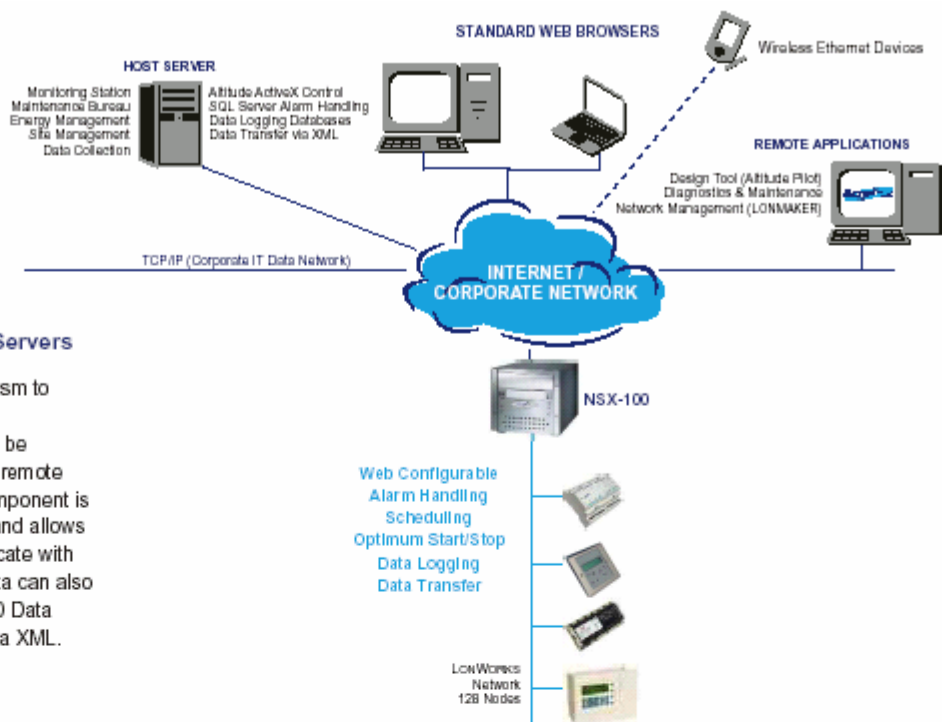 STANDARD WEB BROWSERS
Wireless Ethernet Devices
HOST SERVER
Monitoring Station
Maintenance Bureau
Energy Management
Site Management
Data Collection
Altitude ActiveX Control
SQL Server Alarm Handling
Data Logging Databases
Data Transfer via XML
REMOTE APPLICATIONS
Design Tool (Altitude Pilot)
Diagnostics & Maintenance
Network Management (LONMAKER)
TCP/IP (Corporate IT Data Network)
INTERNET /
CORPORATE NETWORK
Servers
sm to
be
remote
mponent is
and allows
cate with
ta can also
0 Data
a XML.
NSX-100
Web Configurable
Alarm Handling
Scheduling
Optimum Start/Stop
Data Logging
Data Transfer
LONWORKS
Network
128 Nodes